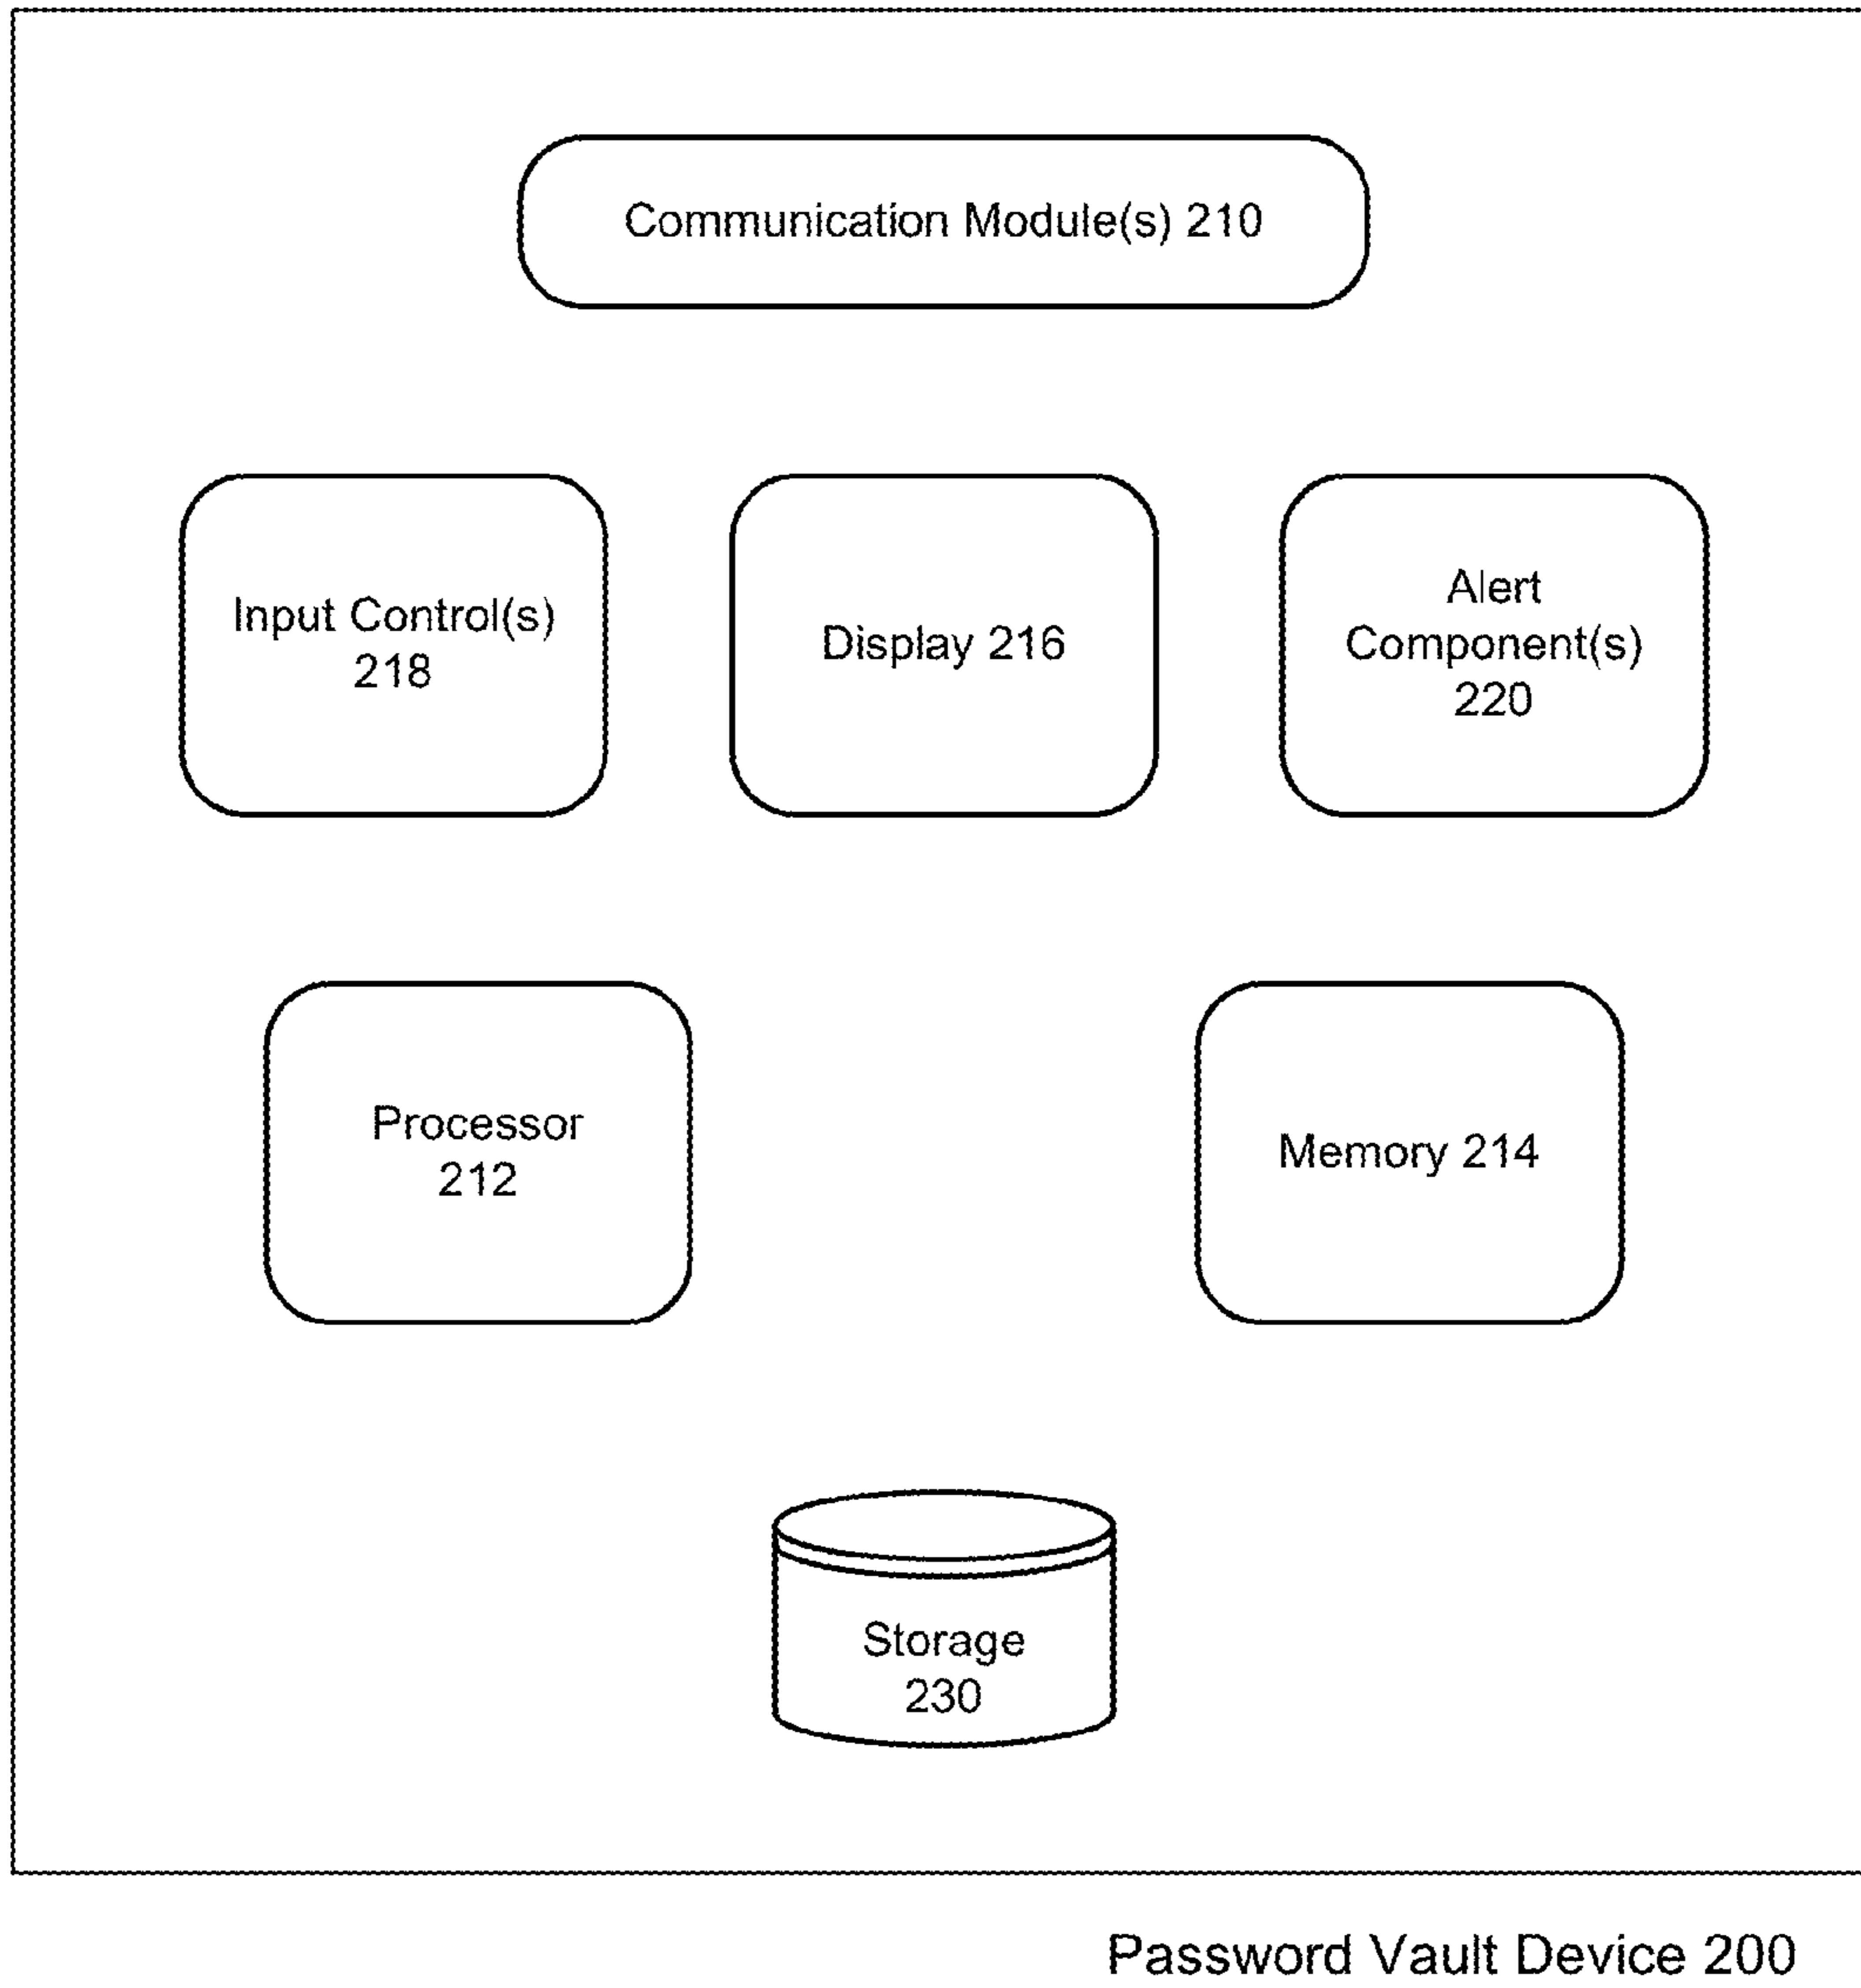 Communication Module(s) 210
Input Control(s)
218
Display 216
Alert
Component(s)
220
Processor
212
Memory 214
Storage
230
Password Vault Device 200